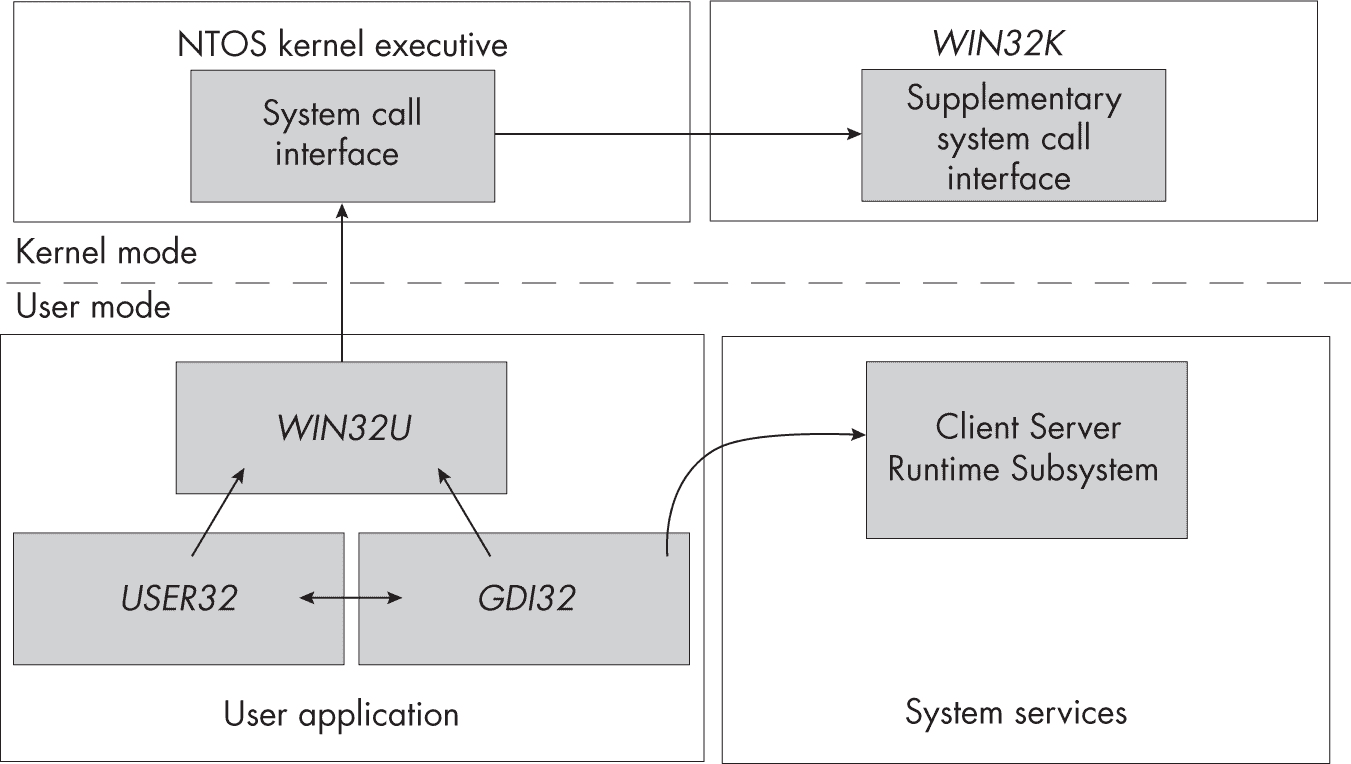 NTOS kernel executive
System call
interface
WIN32K
Supplementary
system call
interface
Kernel mode
User mode
WIN32U
USER32
GDI32
User application
Client Server
Runtime Subsystem
System services